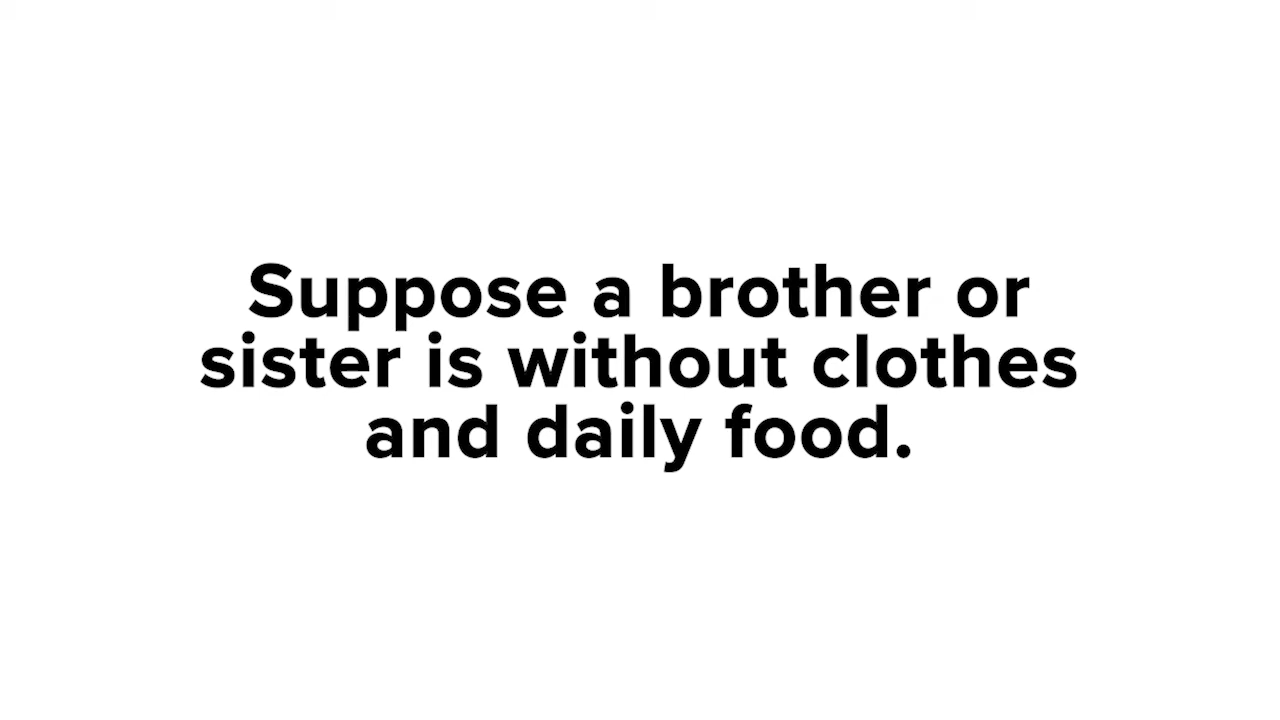 Suppose a brother or
sister is without clothes
and daily food.